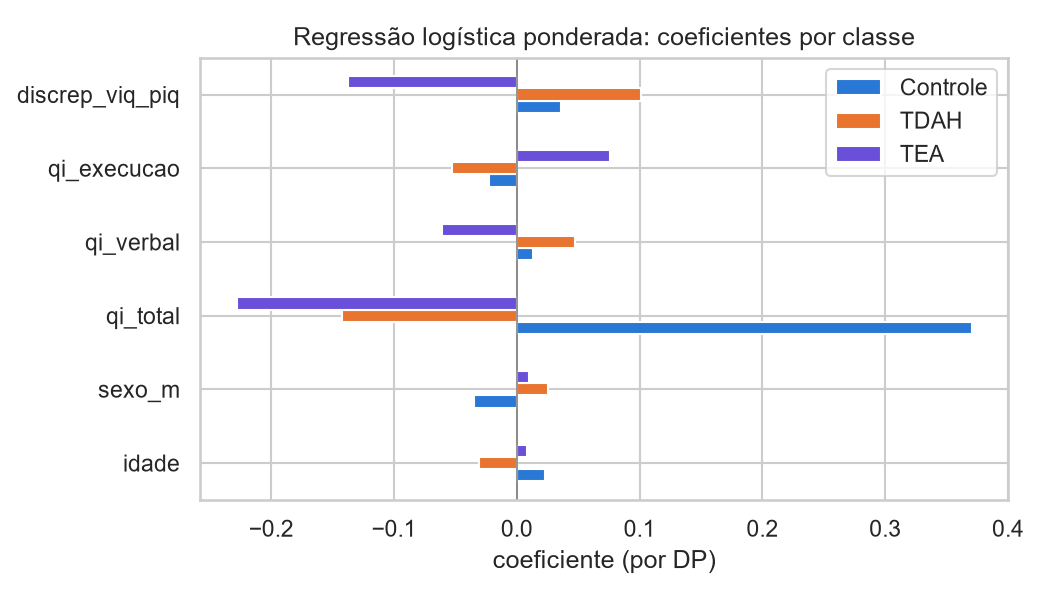 Regressão logística ponderada: coeficientes por classe
discrep_viq_piq
qi_execucao
qi_verbal
qi_total
sexo_m
idade
Controle
TDAH
TEA
−0.2
−0.1
0.0
0.1
0.2
0.3
0.4
coeficiente (por DP)